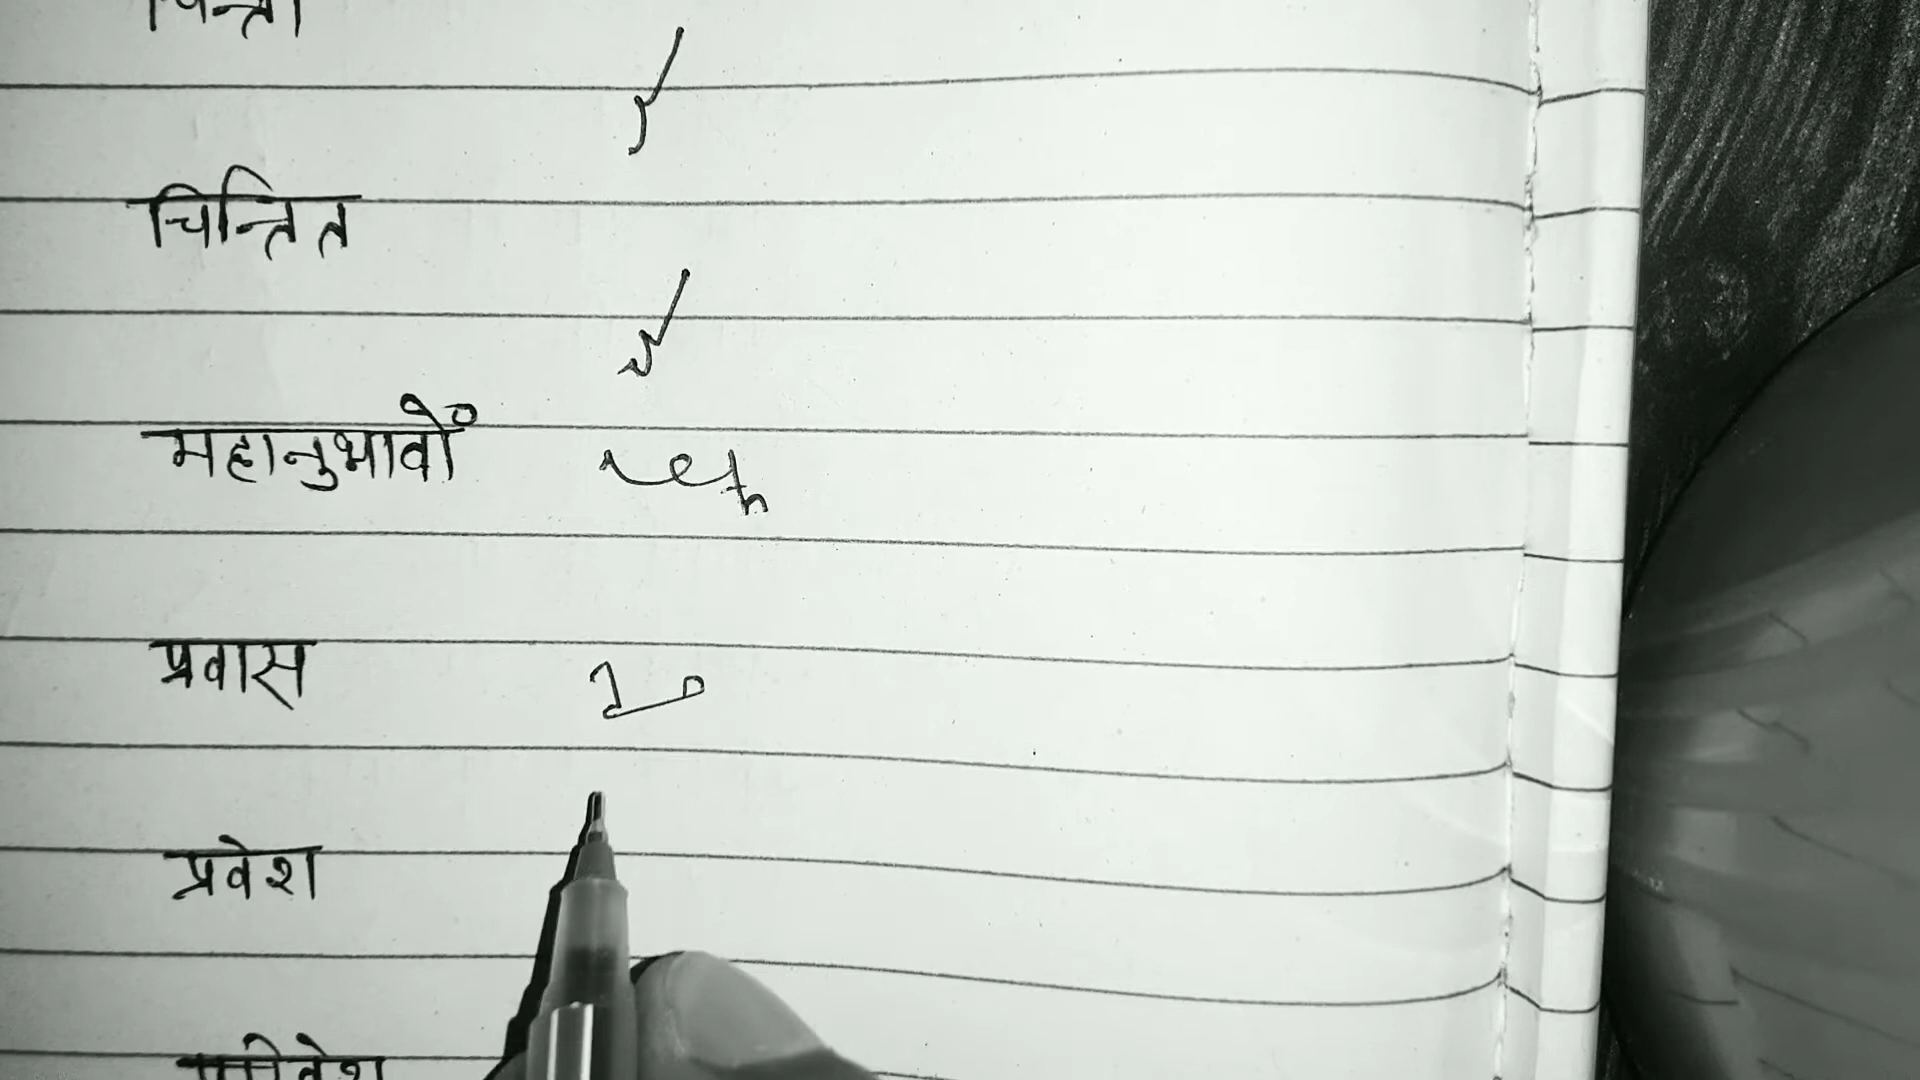 चिन्ता
चिन्तित
महानुभावों
प्रवास
प्रवेश